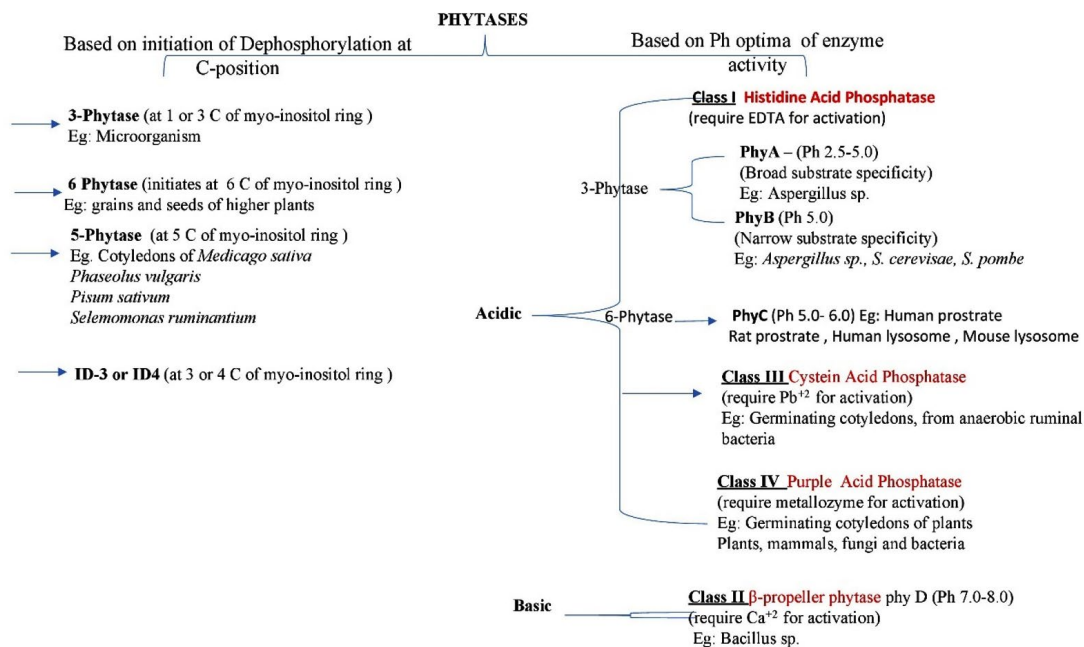 PHYTASES
Based on initiation of Dephosphorylation at
C-position
3-Phytase (at 1 or 3 C of myo-inositol ring )
Eg: Microorganism
6 Phytase (initiates at 6 C of myo-inositol ring )
Eg: grains and seeds of higher plants
5-Phytase (at 5 C of myo-inositol ring )
Eg. Cotyledons of Medicago sativa
Phaseolus vulgaris
Pisum sativum
Selemomonas ruminantium
ID-3 or ID4 (at 3 or 4 C of myo-inositol ring )
Based on Ph optima of enzyme
activity
Acidic
Class I Histidine Acid Phosphatase
(require EDTA for activation)
3-Phytase
PhyA – (Ph 2.5-5.0)
(Broad substrate specificity)
Eg: Aspergillus sp.
PhyB (Ph 5.0)
(Narrow substrate specificity)
Eg: Aspergillus sp., S. cerevisae, S. pombe
6-Phytase
PhyC (Ph 5.0- 6.0) Eg: Human prostrate
Rat prostrate , Human lysosome , Mouse lysosome
Class III Cystein Acid Phosphatase
(require Pb+2 for activation)
Eg: Germinating cotyledons, from anaerobic ruminal
bacteria
Class IV Purple Acid Phosphatase
(require metallozyme for activation)
Eg: Germinating cotyledons of plants
Plants, mammals, fungi and bacteria
Basic
Class II β-propeller phytase phy D (Ph 7.0-8.0)
(require Ca+2 for activation)
Eg: Bacillus sp.